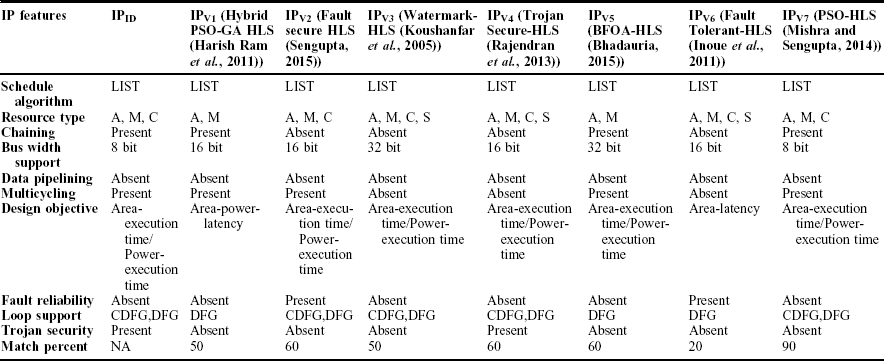 IP features IP_ID IP_V1 (Hybrid IP_V2 (Fault IP_V3 (Watermark- IP_V4 (Trojan IP_V5 IP_V6 (Fault IP_V7 (PSO-HLS
PSO-GA HLS secure HLS HLS (Koushanfar Secure-HLS (BFOA-HLS Tolerant-HLS (Mishra and
(Harish Ram (Sengupta, et al., 2005)) (Rajendran (Bhadauria, (Inoue et al., Sengupta, 2014))
et al., 2011)) 2015)) et al., 2013)) 2015)) 2011))
Schedule LIST LIST LIST LIST LIST LIST LIST LIST
algorithm
Resource type A, M, C A, M A, M, C A, M, C, S A, M, C, S A, M A, M, C, S A, M, C
Chaining Present Present Absent Absent Absent Present Absent Present
Bus width 8 bit 16 bit 16 bit 32 bit 16 bit 32 bit 16 bit 8 bit
support
Data pipelining Absent Absent Absent Absent Absent Absent Absent Absent
Multicycling Present Present Present Absent Absent Present Absent Present
Design objective Area- Area-power- Area-execu- Area-execution Area-execution Area-execution Area-latency Area-execution
execution latency tion time/ time/Power- time/Power- time/Power- time/Power-
time/ Power- execution time execution execution execution time
Power- execution time time
execution time time
Fault reliability Absent Absent Present Absent Absent Absent Present Absent
Loop support CDFG,DFG DFG CDFG,DFG CDFG,DFG CDFG,DFG DFG DFG CDFG,DFG
Trojan security Present Absent Absent Absent Present Absent Absent Absent
Match percent NA 50 60 50 60 60 20 90